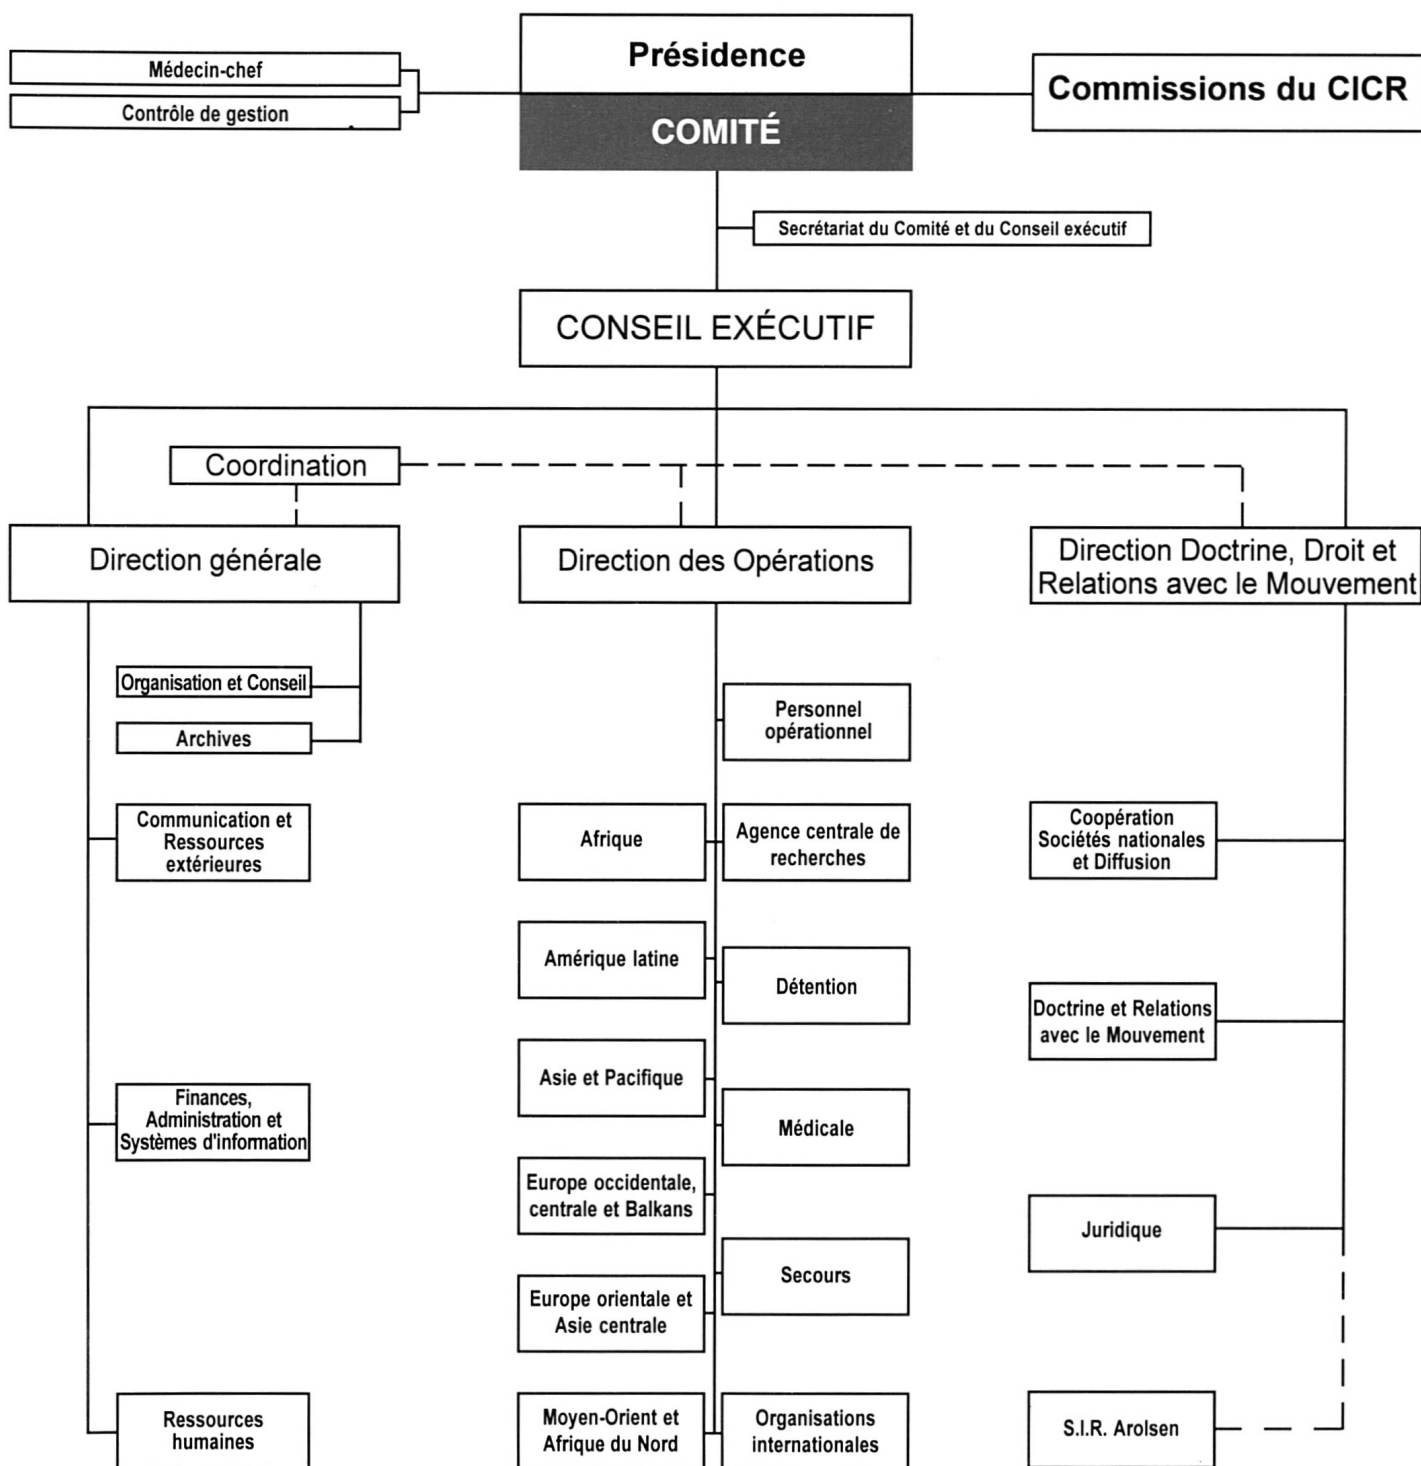 Présidence
Médecin-chef
Contrôle de gestion
Commissions du CICR
COMITÉ
Secrétariat du Comité et du Conseil exécutif
CONSEIL EXÉCUTIF
Coordination
Direction générale
Direction des Opérations
Direction Doctrine, Droit et
Relations avec le Mouvement
Organisation et Conseil
Archives
Communication et
Ressources
extérieures
Finances,
Administration et
Systèmes d'information
Ressources
humaines
Afrique
Amérique latine
Asie et Pacifique
Europe occidentale,
centrale et Balkans
Europe orientale et
Asie centrale
Moyen-Orient et
Afrique du Nord
Personnel
opérationnel
Agence centrale de
recherches
Détention
Médicale
Secours
Organisations
internationales
Coopération
Sociétés nationales
et Diffusion
Doctrine et Relations
avec le Mouvement
Juridique
S.I.R. Arolsen